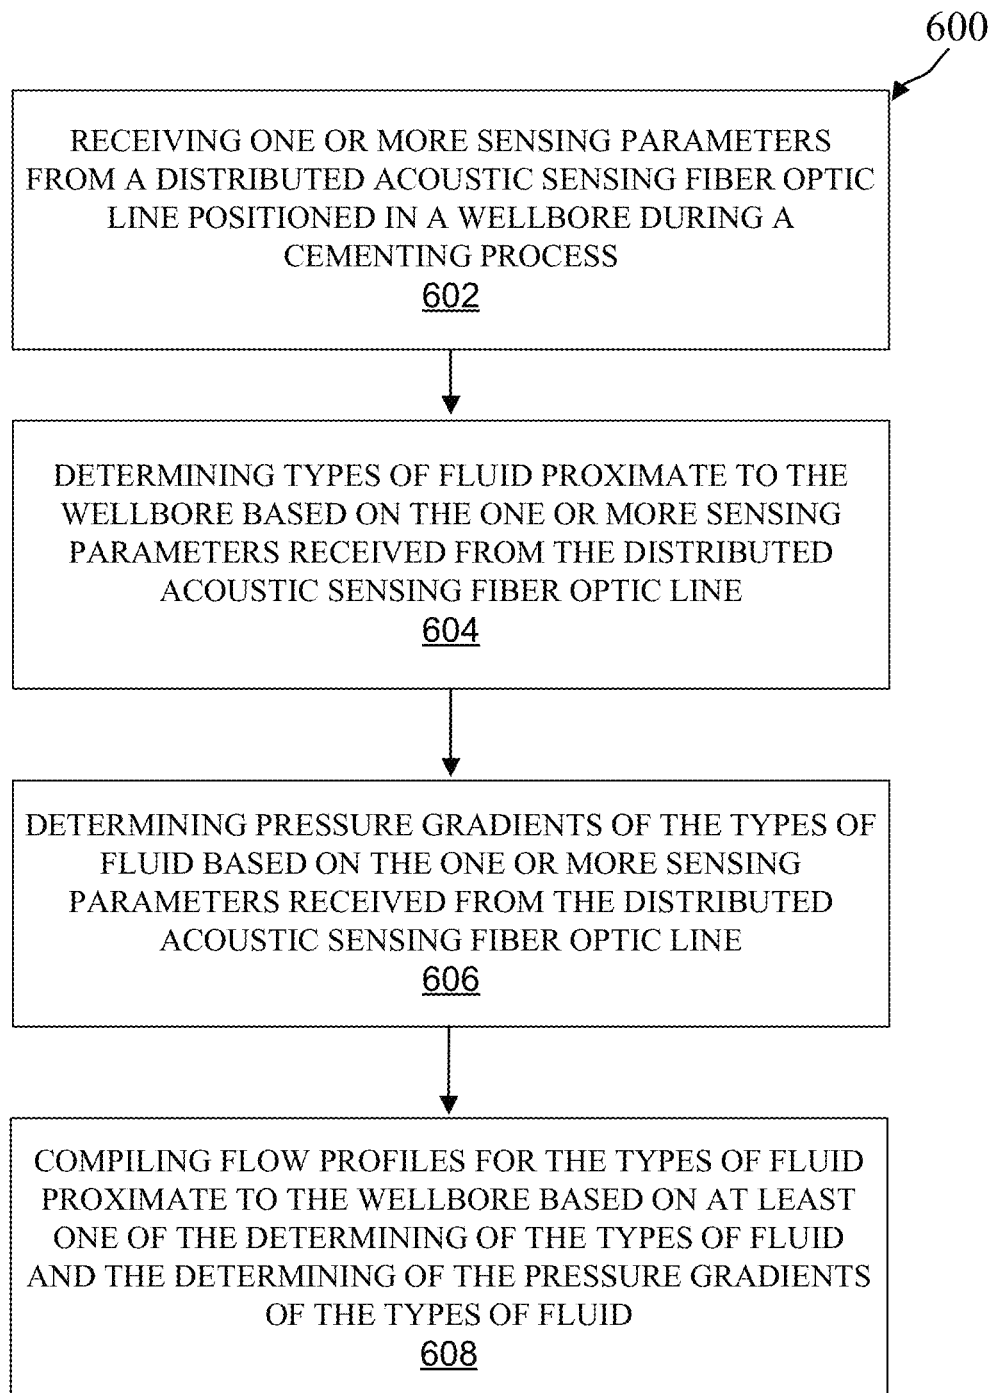 600
RECEIVING ONE OR MORE SENSING PARAMETERS
FROM A DISTRIBUTED ACOUSTIC SENSING FIBER OPTIC
LINE POSITIONED IN A WELLBORE DURING A
CEMENTING PROCESS
602
DETERMINING TYPES OF FLUID PROXIMATE TO THE
WELLBORE BASED ON THE ONE OR MORE SENSING
PARAMETERS RECEIVED FROM THE DISTRIBUTED
ACOUSTIC SENSING FIBER OPTIC LINE
604
DETERMINING PRESSURE GRADIENTS OF THE TYPES OF
FLUID BASED ON THE ONE OR MORE SENSING
PARAMETERS RECEIVED FROM THE DISTRIBUTED
ACOUSTIC SENSING FIBER OPTIC LINE
606
COMPILING FLOW PROFILES FOR THE TYPES OF FLUID
PROXIMATE TO THE WELLBORE BASED ON AT LEAST
ONE OF THE DETERMINING OF THE TYPES OF FLUID
AND THE DETERMINING OF THE PRESSURE GRADIENTS
OF THE TYPES OF FLUID
608